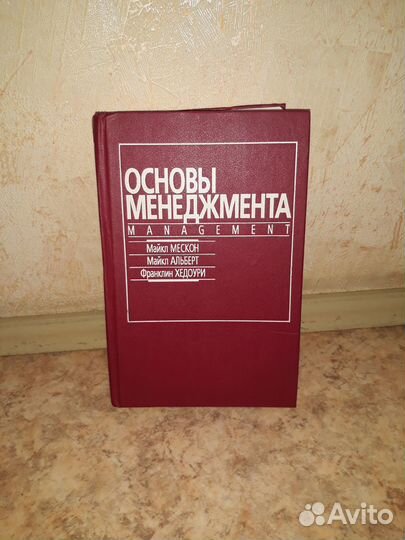 ОСНОВЫ
МЕНЕДЖМЕНТА
MANAGEMENT
Майкл МЕСКОН
Майкл АЛЬБЕРТ
Франклин ХЕДОУРИ
Avito